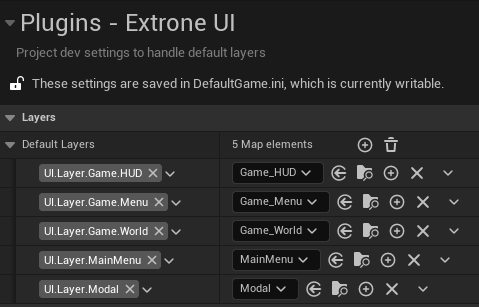 Plugins - Extrone UI
Project dev settings to handle default layers
These settings are saved in DefaultGame.ini, which is currently writable.
Layers
Default Layers 5 Map elements
UI.Layer.Game.HUD Game_HUD
UI.Layer.Game.Menu Game_Menu
UI.Layer.Game.World Game_World
UI.Layer.MainMenu MainMenu
UI.Layer.Modal Modal